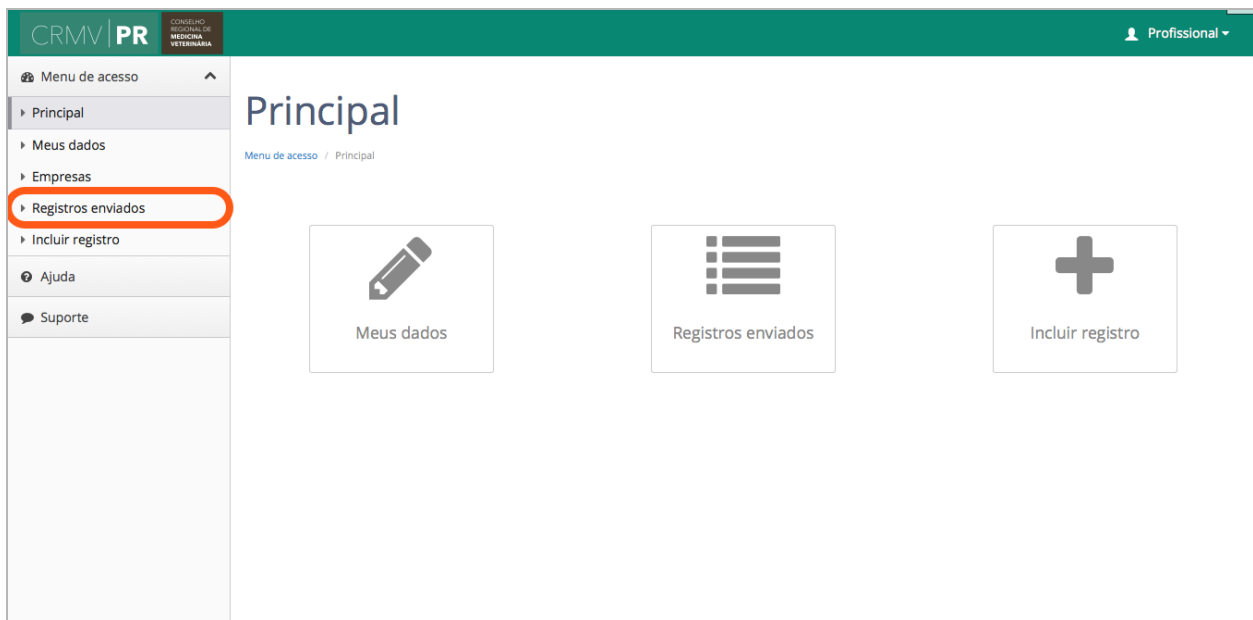 CRMV PR
CONSELHO
REGIONAL DE
MEDICINA
VETERINÁRIA
Profissional
Menu de acesso
Principal
Meus dados
Empresas
Registros enviados
Incluir registro
Ajuda
Suporte
Principal
Menu de acesso / Principal
Meus dados
Registros enviados
Incluir registro